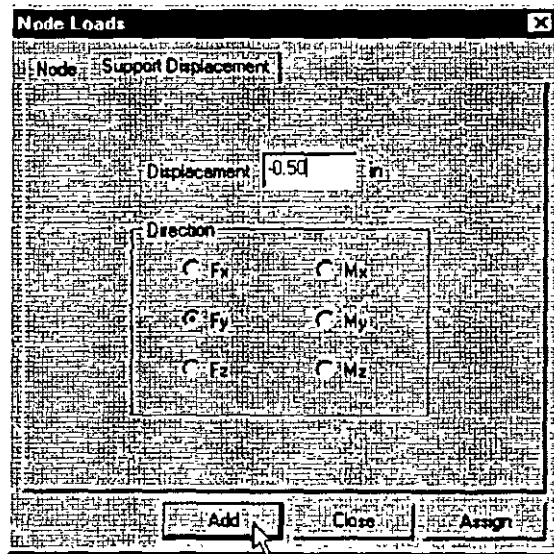 Node Loads
Node Support Displacement
Displacement -0.50 in
Direction
Fx Mx
Fy My
Fz Mz
Add Close Assign